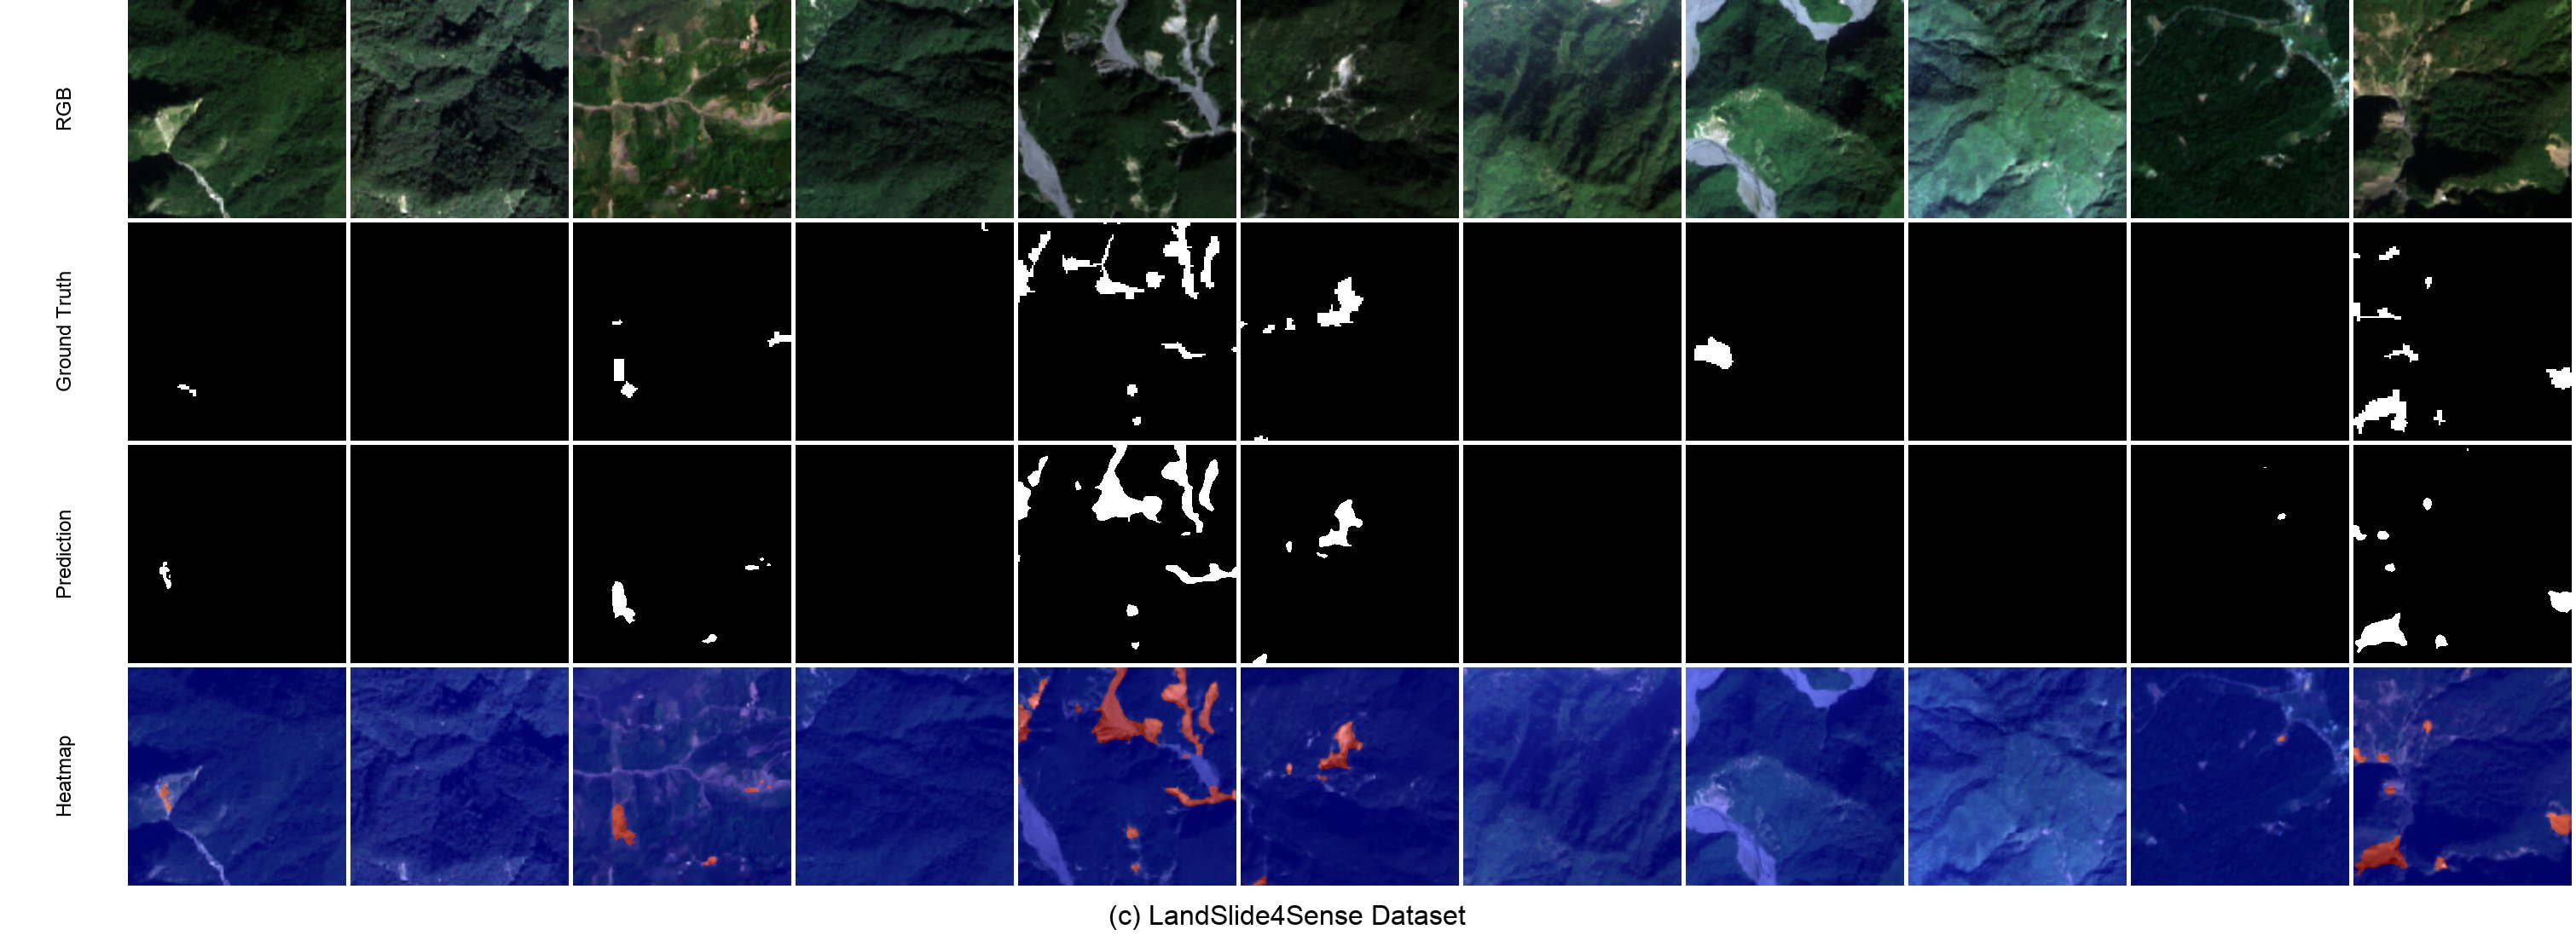 RGB
Ground Truth
Prediction
Heatmap
(c) LandSlide4Sense Dataset